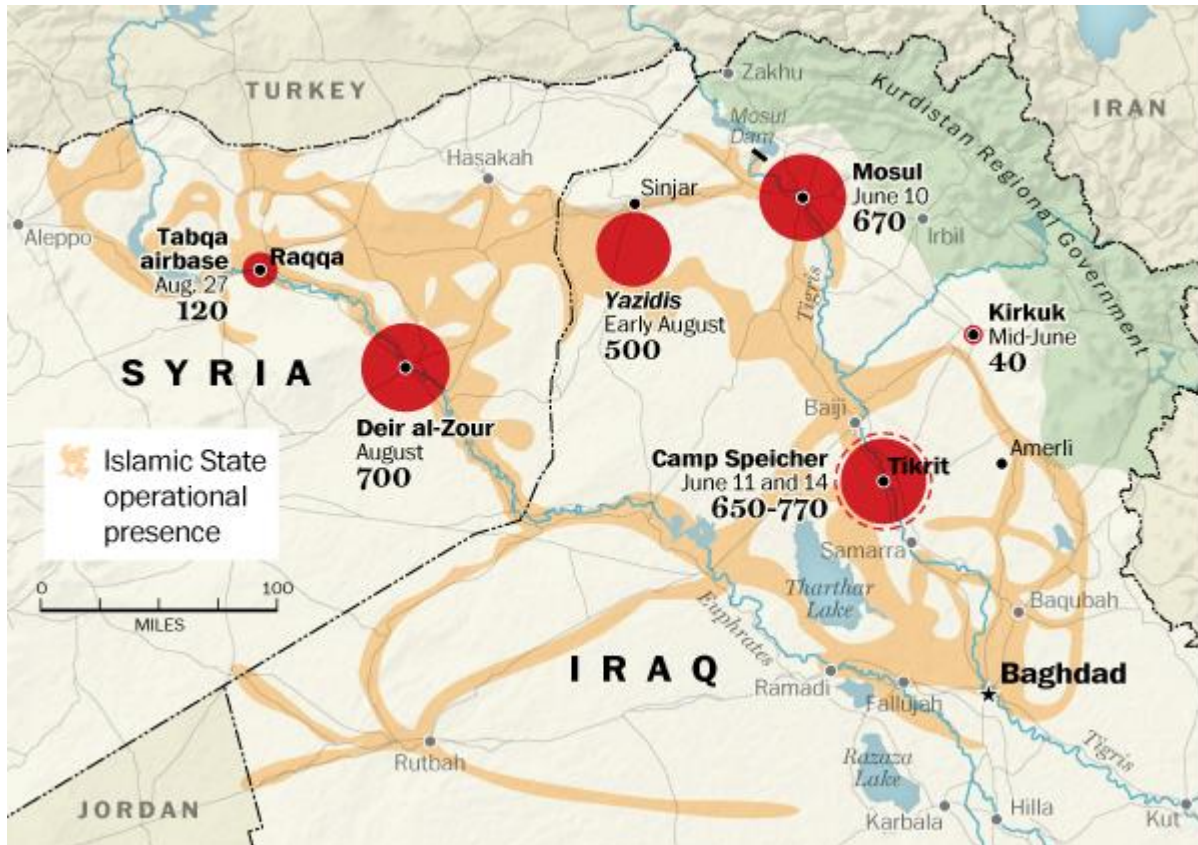 TURKEY
Zakhu
IRAN
Kurdistan Regional Government
Mosul
Dam
Hasakah
Sinjar
Mosul
June 10
670
Irbil
Aleppo
Tabqa
airbase
Aug. 27
120
Raqqa
Tigris
Yazidis
Early August
500
Kirkuk
Mid-June
40
SYRIA
Deir al-Zour
August
700
Baiji
Amerli
Camp Speicher
June 11 and 14
650-770
Tikrit
Islamic State
operational
presence
Samarra
0 100
MILES
Tharthar
Lake
Baqubah
Euphrates
IRAQ
Ramadi
Fallujah
Baghdad
Rutbah
Razaza
Lake
Tigris
JORDAN
Karbala
Hilla
Kut